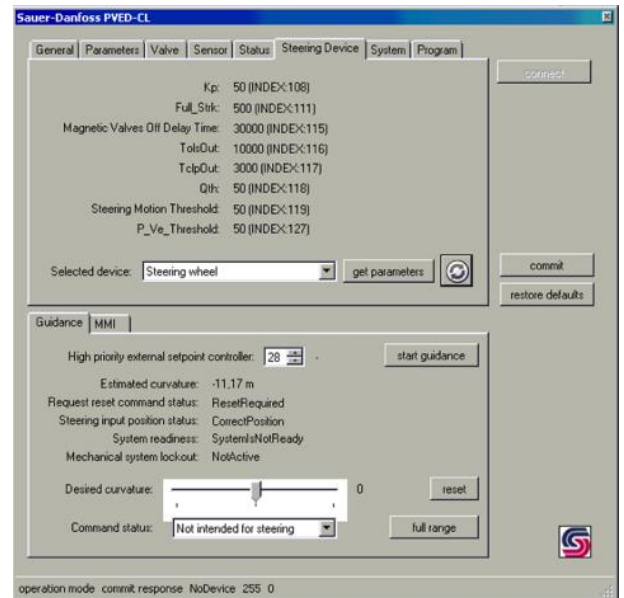 Sauer-Danfoss PVED-CL
General Parameters Valve Sensor Status Steering Device System Program
connect
Kp: 50 (INDEX:108)
Full_Strk: 500 (INDEX:111)
Magnetic Valves Off Delay Time: 30000 (INDEX:115)
TolsOut: 10000 (INDEX:116)
TclpOut: 3000 (INDEX:117)
Qth: 50 (INDEX:118)
Steering Motion Threshold: 50 (INDEX:119)
P_Ve_Threshold: 50 (INDEX:127)
Selected device: Steering wheel get parameters
commit
restore defaults
Guidance MMI
High priority external setpoint controller: 28 - start guidance
Estimated curvature: -11,17 m
Request reset command status: ResetRequired
Steering input position status: CorrectPosition
System readiness: SystemIsNotReady
Mechanical system lockout: NotActive
Desired curvature: 0 reset
Command status: Not intended for steering full range
operation mode commit response NoDevice 255 0